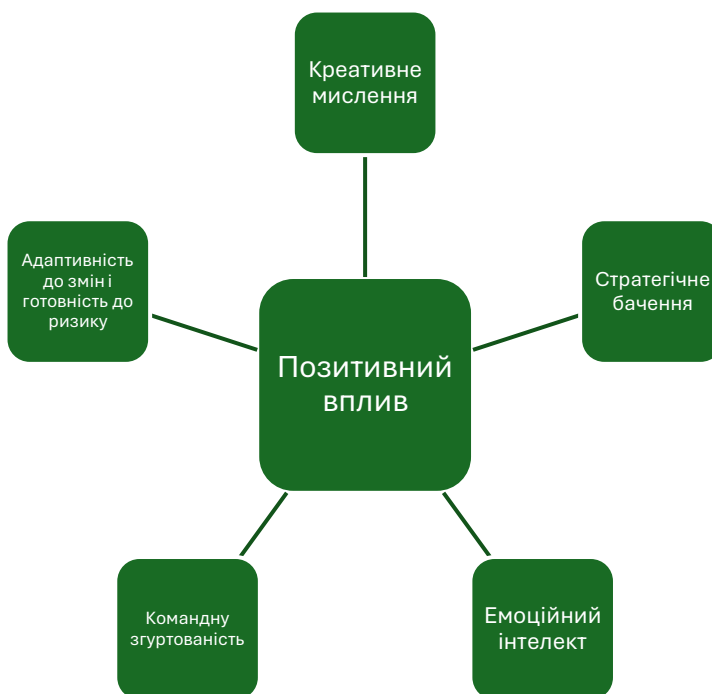 Креативне
мислення
Адаптивність
до змін і
готовність до
ризику
Стратегічне
бачення
Позитивний
вплив
Командну
згуртованість
Емоційний
інтелект